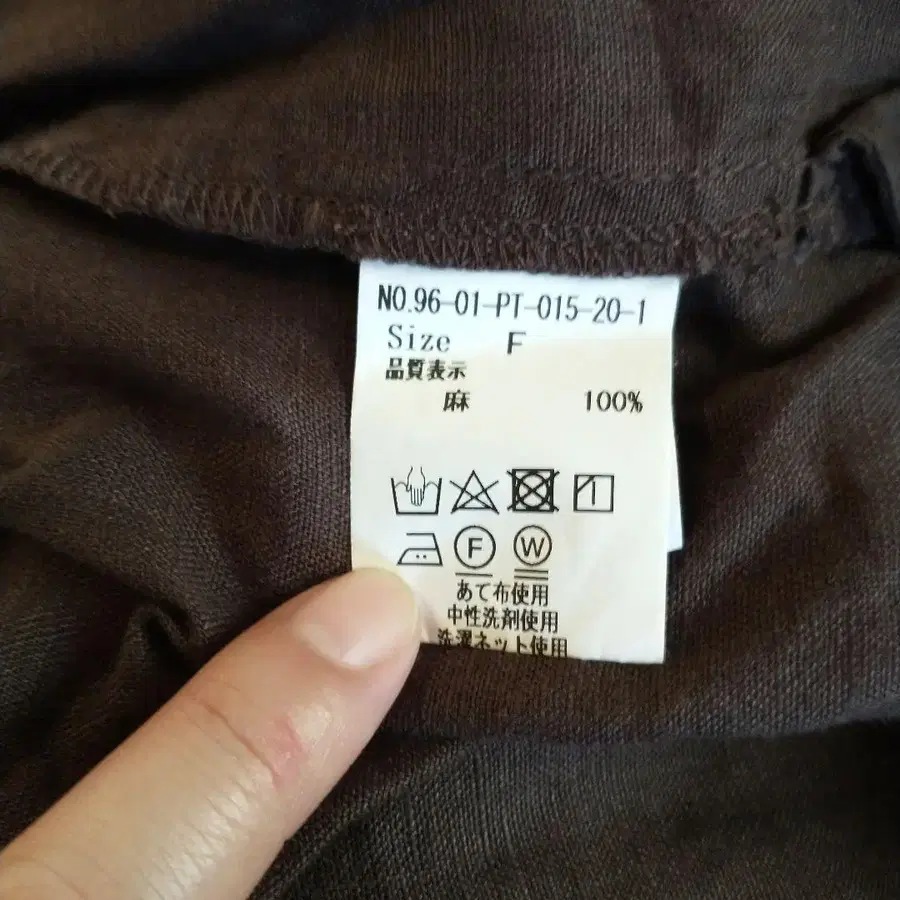 NO.96-01-PT-015-20-1
Size F
品質表示
麻 100%
F W
あて布使用
中性洗剤使用
洗濯ネット使用